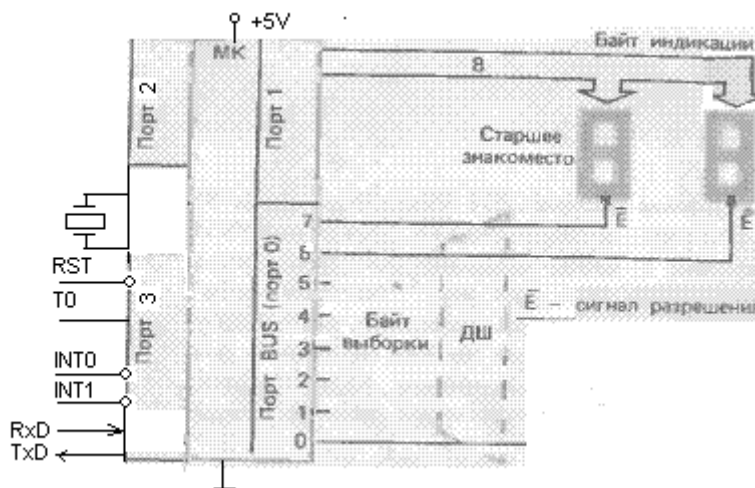 +5V
МК
Порт 2
Порт 1
8
Байт индикации
Старшее
знакоместо
E
E
RST
T0
INT0
INT1
RxD
TxD
Порт 3
Порт BUS (порт 0)
7
6
5
4
3
2
1
0
Байт
выборки
ДШ
E – сигнал разрешени